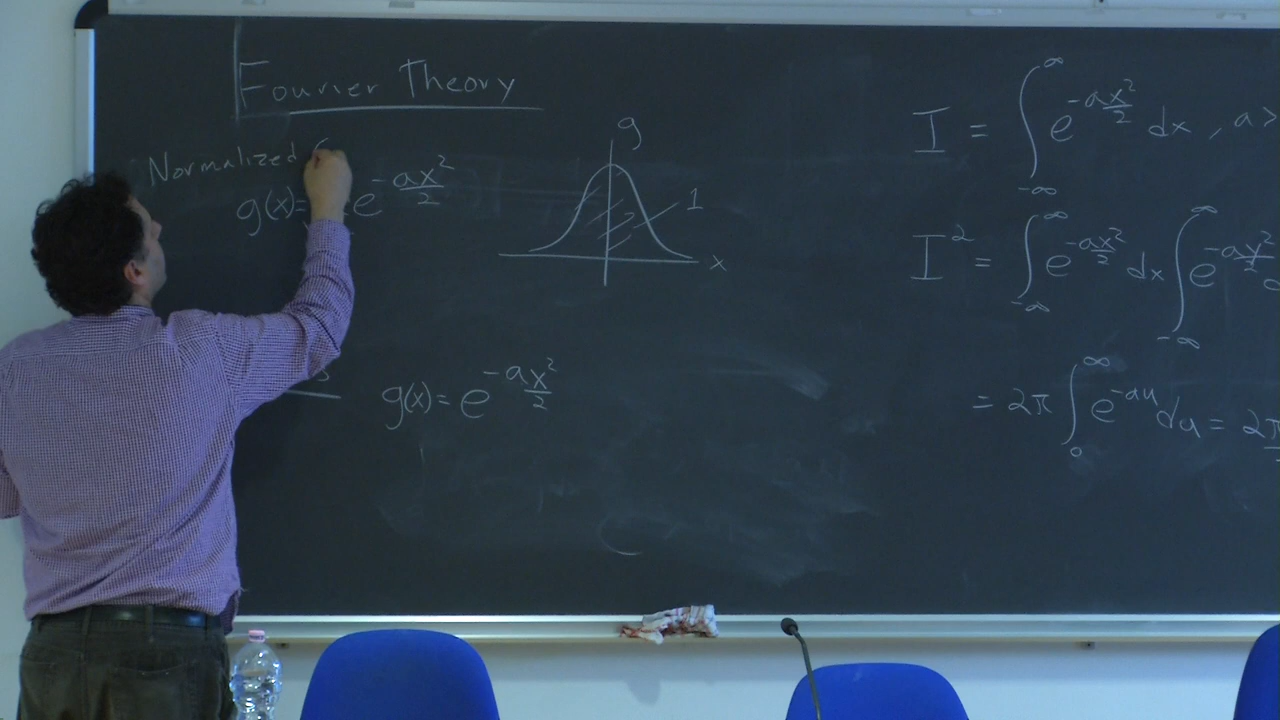 Fourier Theory
Normalized
g(x)= e^{-ax²/2}
g
1
x
g(x) = e^{-ax²/2}
I = ∫_{-∞}^{∞} e^{-ax²/2} dx , a >
I² = ∫_{-∞}^{∞} e^{-ax²/2} dx ∫_{-∞}^{∞} e^{-ay²/2}
= 2π ∫_0^∞ e^{-au} du = 2π